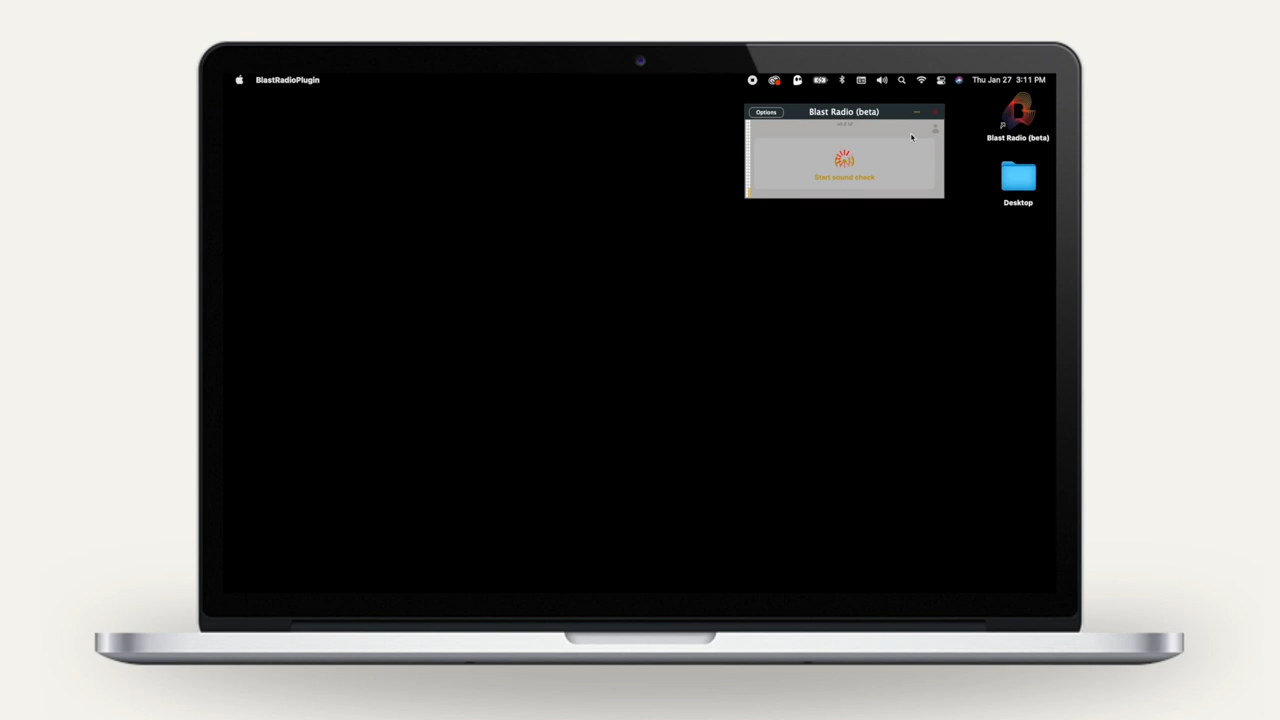 BlastRadioPlugin
Thu Jan 27 3:11 PM
Options
Blast Radio (beta)
Start sound check
Blast Radio (beta)
Desktop